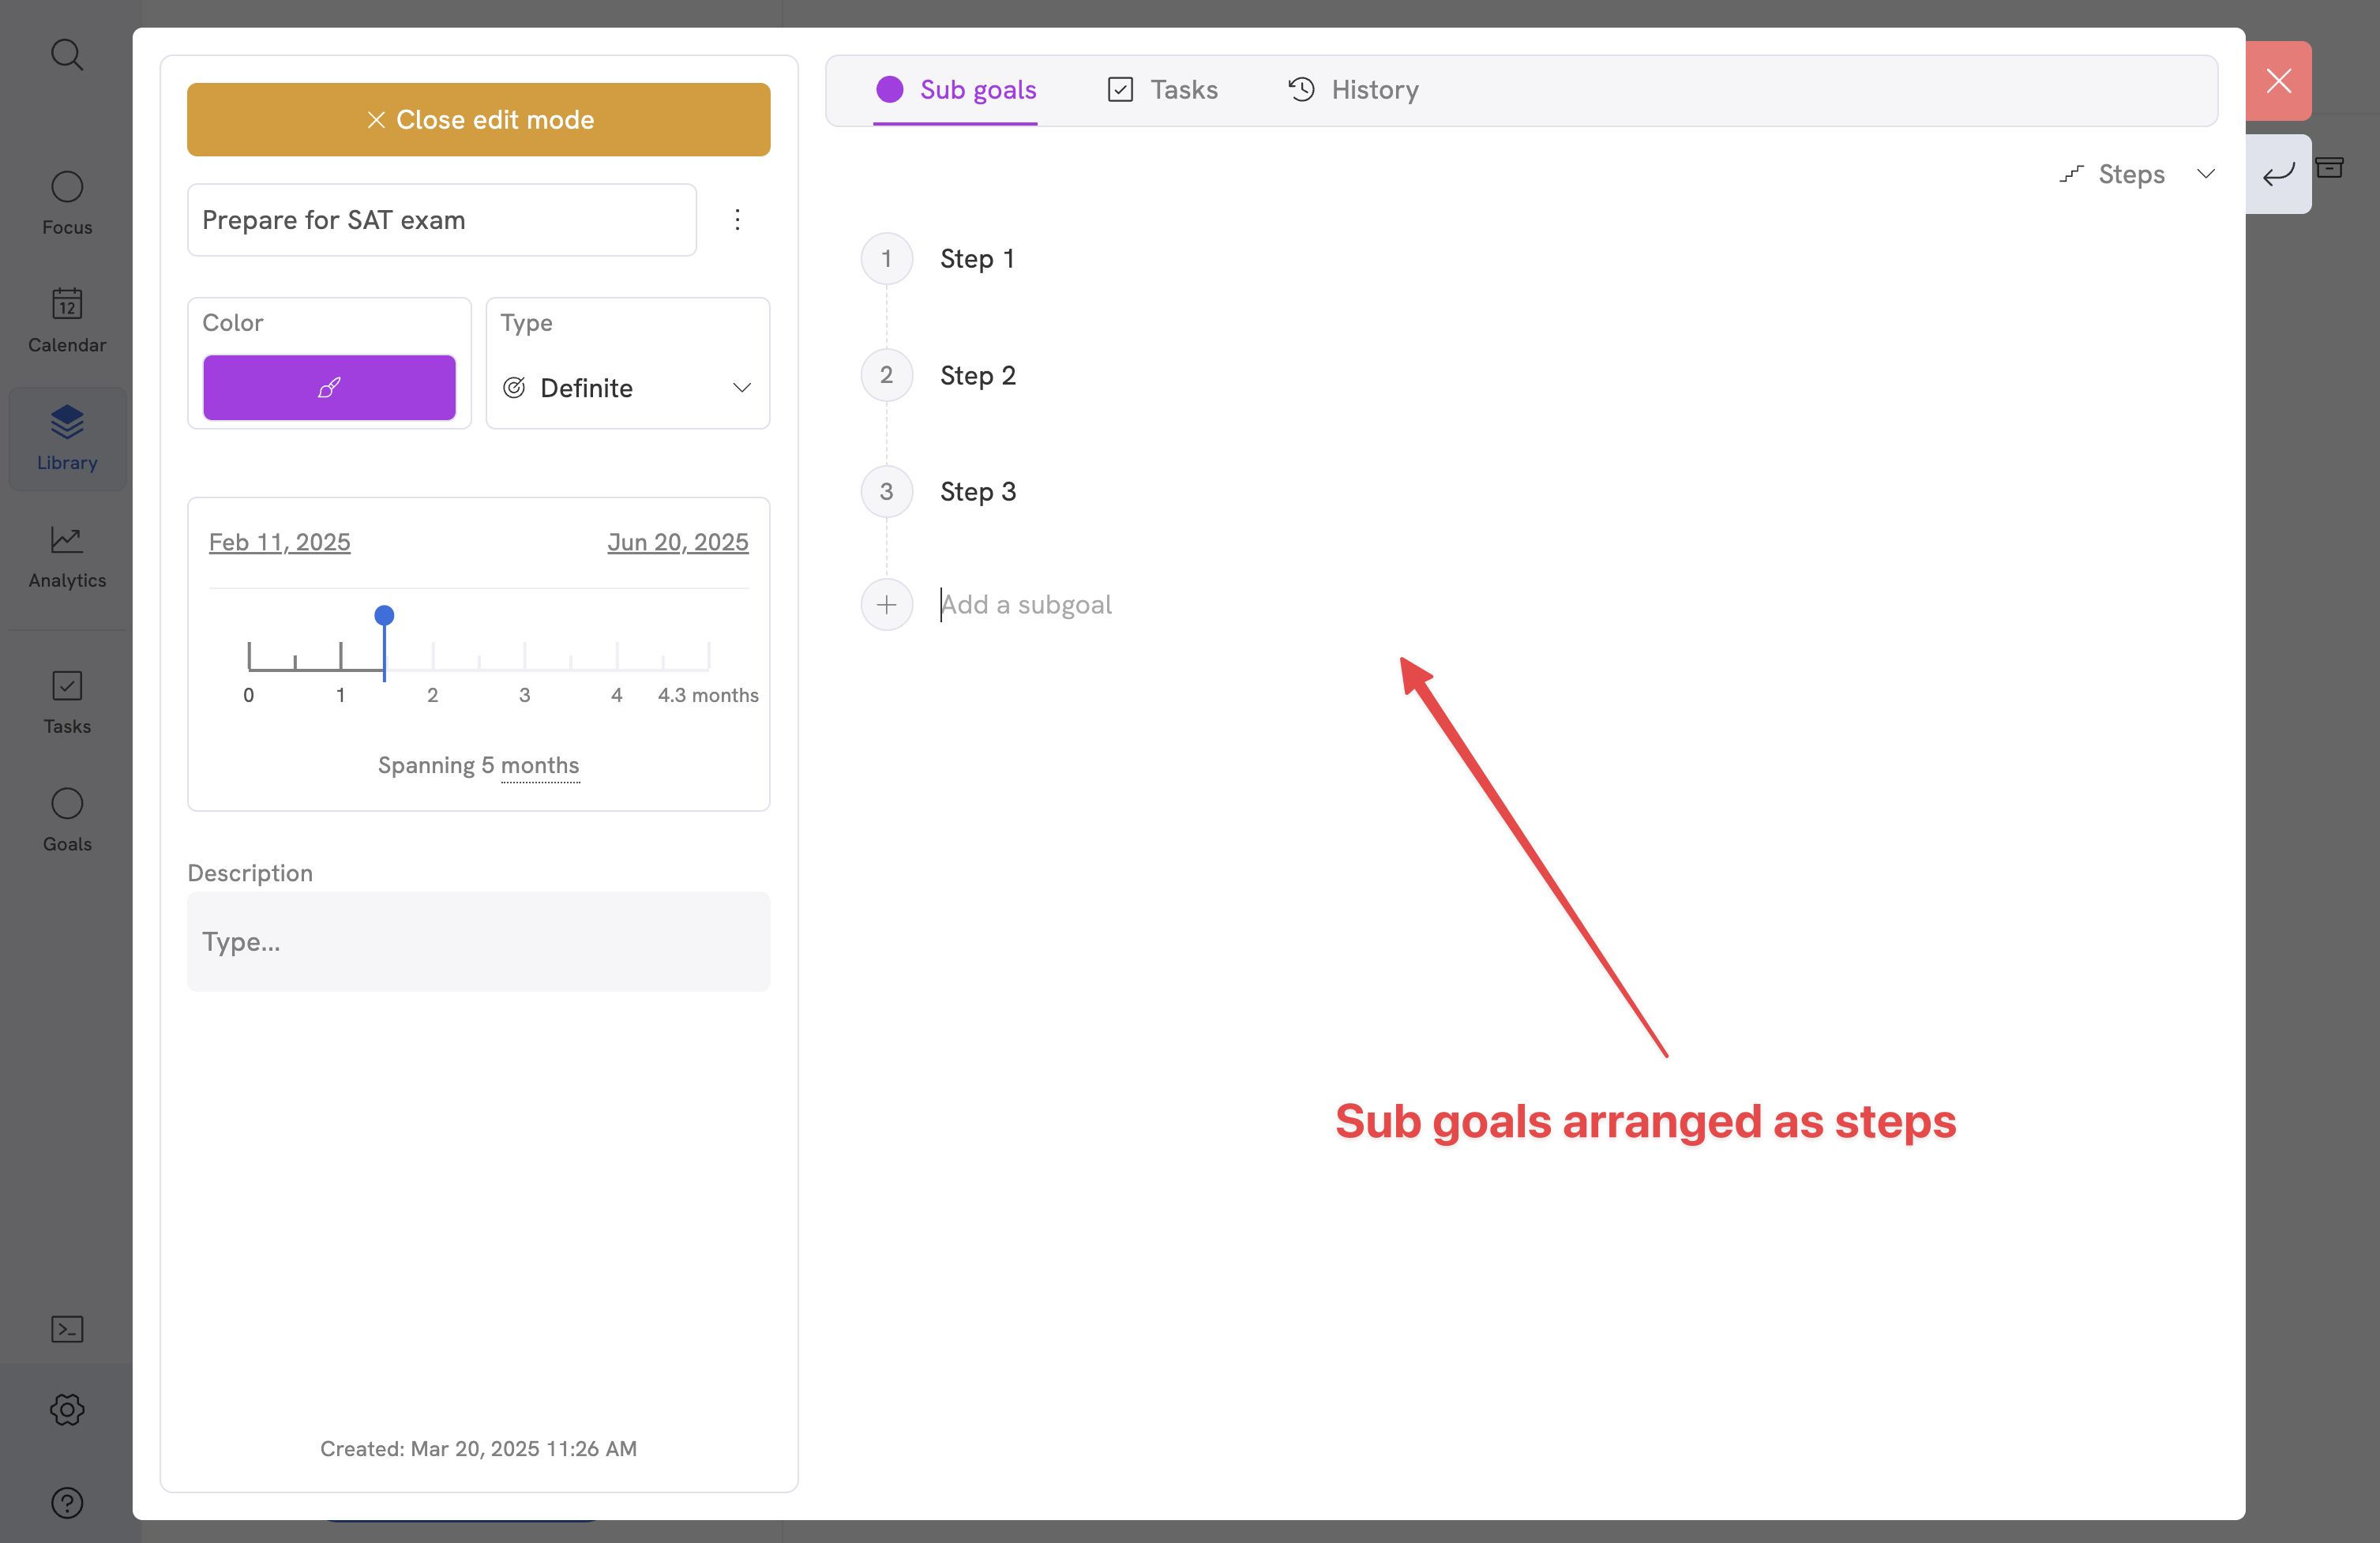 Focus
12
Calendar
Library
Analytics
Tasks
Goals
Close edit mode
Prepare for SAT exam
Color
Type
Definite
Feb 11, 2025
Jun 20, 2025
0 1 2 3 4 4.3 months
Spanning 5 months
Description
Type...
Created: Mar 20, 2025 11:26 AM
Sub goals
Tasks
History
Steps
1 Step 1
2 Step 2
3 Step 3
Add a subgoal
Sub goals arranged as steps